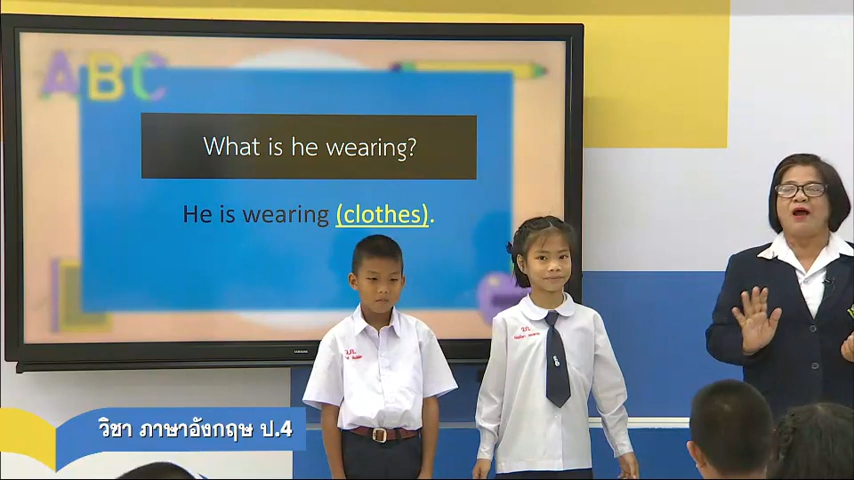 ABC
What is he wearing?
He is wearing (clothes).
SAMSUNG
วิชา ภาษาอังกฤษ ป.4